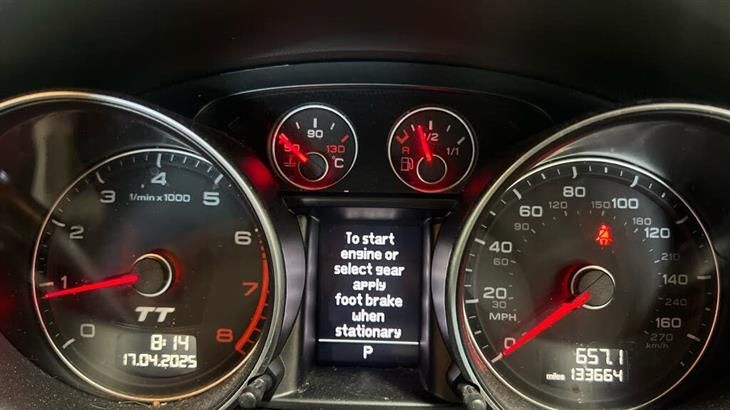 90
130
°C
50
1/2
R
1/1
4
1/min x 1000
3
5
2
6
1
7
0
8
TT
8:14
17.04.2025
To start
engine or
select gear
apply
foot brake
when
stationary
P
80
100
60
120
150
180
120
40
90
60
210
140
20
30
240
MPH
160
0
270
km/h
657.1
miles 133664